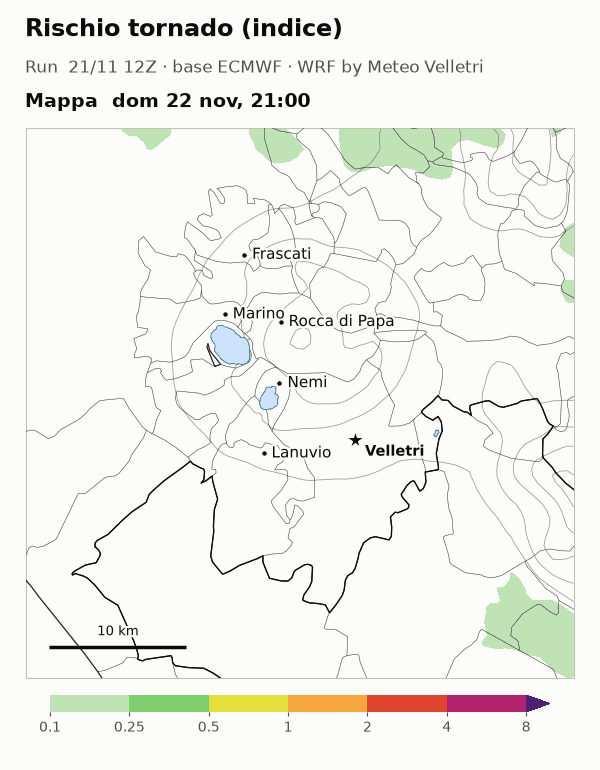 Rischio tornado (indice)
Run  21/11 12Z · base ECMWF · WRF by Meteo Velletri
Mappa  dom 22 nov, 21:00
Frascati
Marino
Rocca di Papa
Nemi
Velletri
Lanuvio
10 km
0.1 0.25 0.5 1 2 4 8